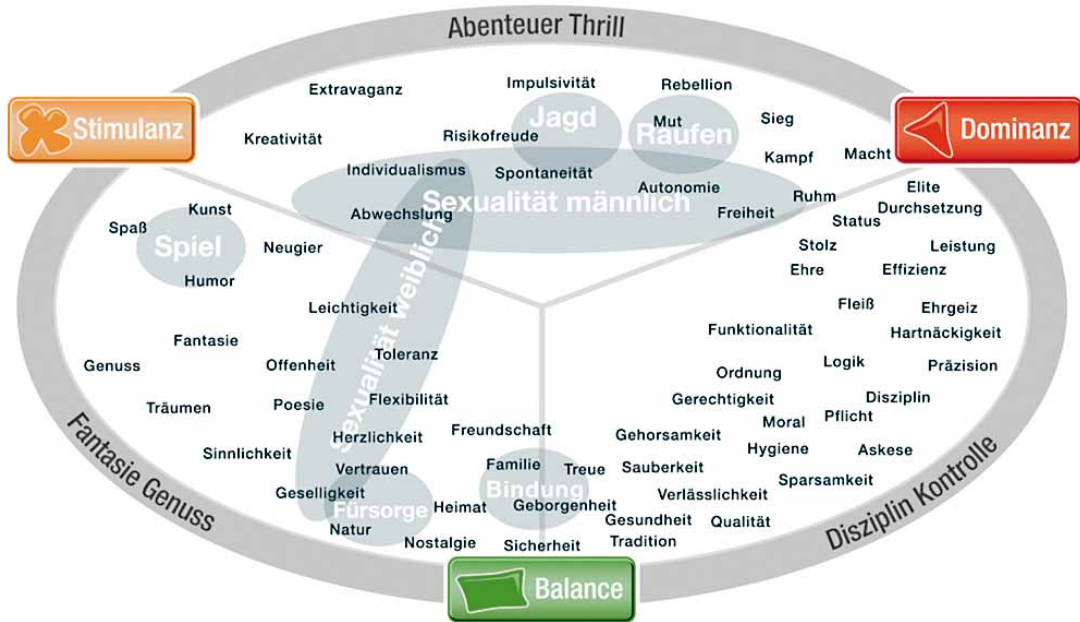 Abenteuer Thrill
Extravaganz
Impulsivität
Rebellion
Stimulanz
Jagd
Mut
Raufen
Sieg
Dominanz
Kreativität
Risikofreude
Kampf
Macht
Individualismus
Spontaneität
Autonomie
Sexualität männlich
Ruhm
Elite
Kunst
Abwechslung
Freiheit
Status
Durchsetzung
Spaß
Spiel
Neugier
Stolz
Leistung
Humor
Ehre
Effizienz
Sexualität weiblich
Leichtigkeit
Fleiß
Ehrgeiz
Fantasie
Funktionalität
Hartnäckigkeit
Genuss
Offenheit
Toleranz
Ordnung
Logik
Präzision
Träumen
Poesie
Flexibilität
Gerechtigkeit
Disziplin
Moral
Pflicht
Herzlichkeit
Freundschaft
Gehorsamkeit
Hygiene
Askese
Sinnlichkeit
Vertrauen
Familie
Treue
Sauberkeit
Sparsamkeit
Geselligkeit
Bindung
Verlässlichkeit
Fürsorge
Heimat
Geborgenheit
Gesundheit
Qualität
Natur
Nostalgie
Sicherheit
Tradition
Fantasie Genuss
Disziplin Kontrolle
Balance